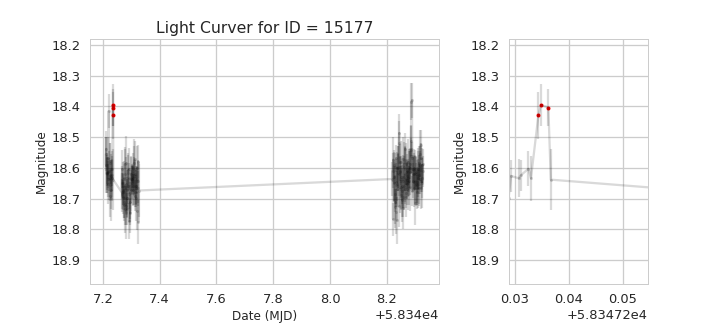 Light Curver for ID = 15177
18.2
18.3
18.4
18.5
18.6
18.7
18.8
18.9
Magnitude
7.2 7.4 7.6 7.8 8.0 8.2
Date (MJD)
+5.834e4
18.2
18.3
18.4
18.5
18.6
18.7
18.8
18.9
Magnitude
0.03 0.04 0.05
+5.83472e4